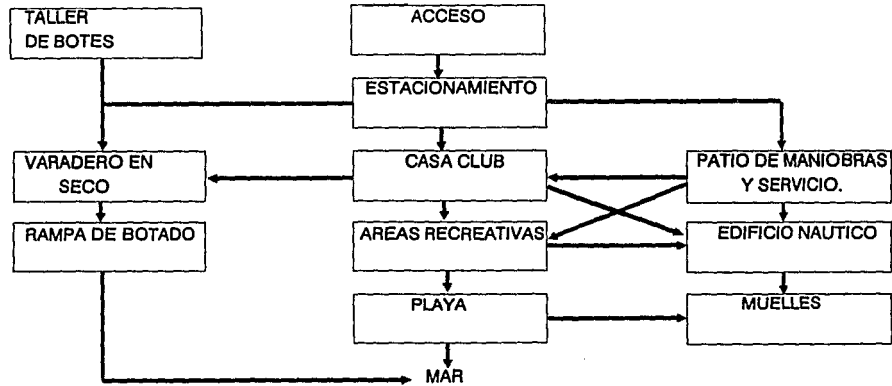 TALLER
DE BOTES
ACCESO
ESTACIONAMIENTO
VARADERO EN
SECO
CASA CLUB
PATIO DE MANIOBRAS
Y SERVICIO.
RAMPA DE BOTADO
AREAS RECREATIVAS
EDIFICIO NAUTICO
PLAYA
MUELLES
MAR